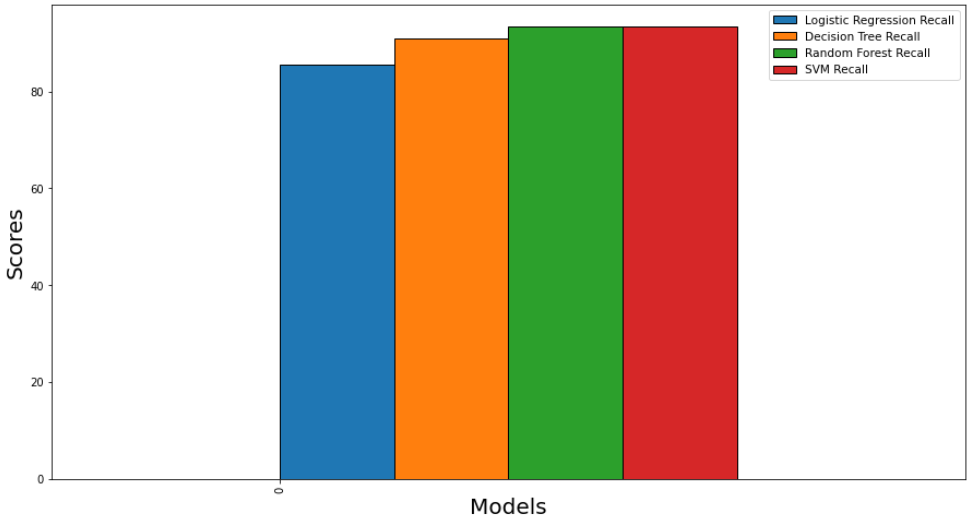 Logistic Regression Recall
Decision Tree Recall
Random Forest Recall
SVM Recall
80
60
40
20
0
0
Scores
Models